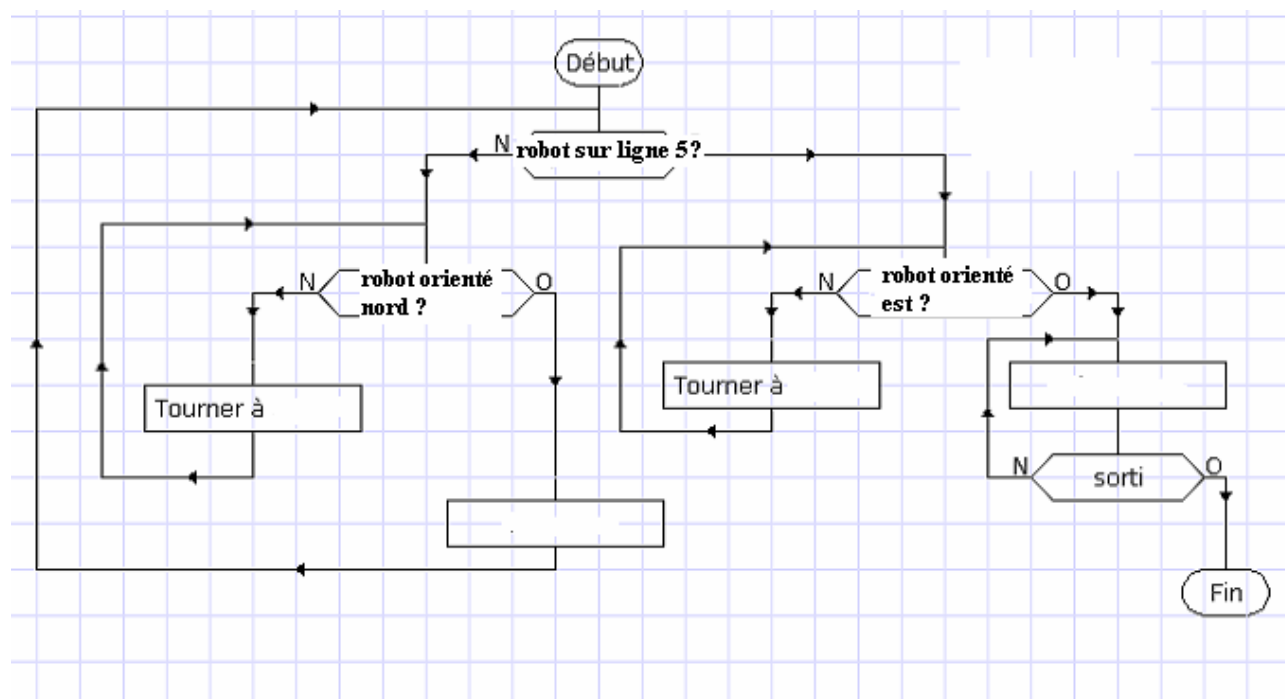 Début
N robot sur ligne 5?
N robot orienté O
nord ?
N robot orienté O
est ?
Tourner à
Tourner à
N sorti O
Fin